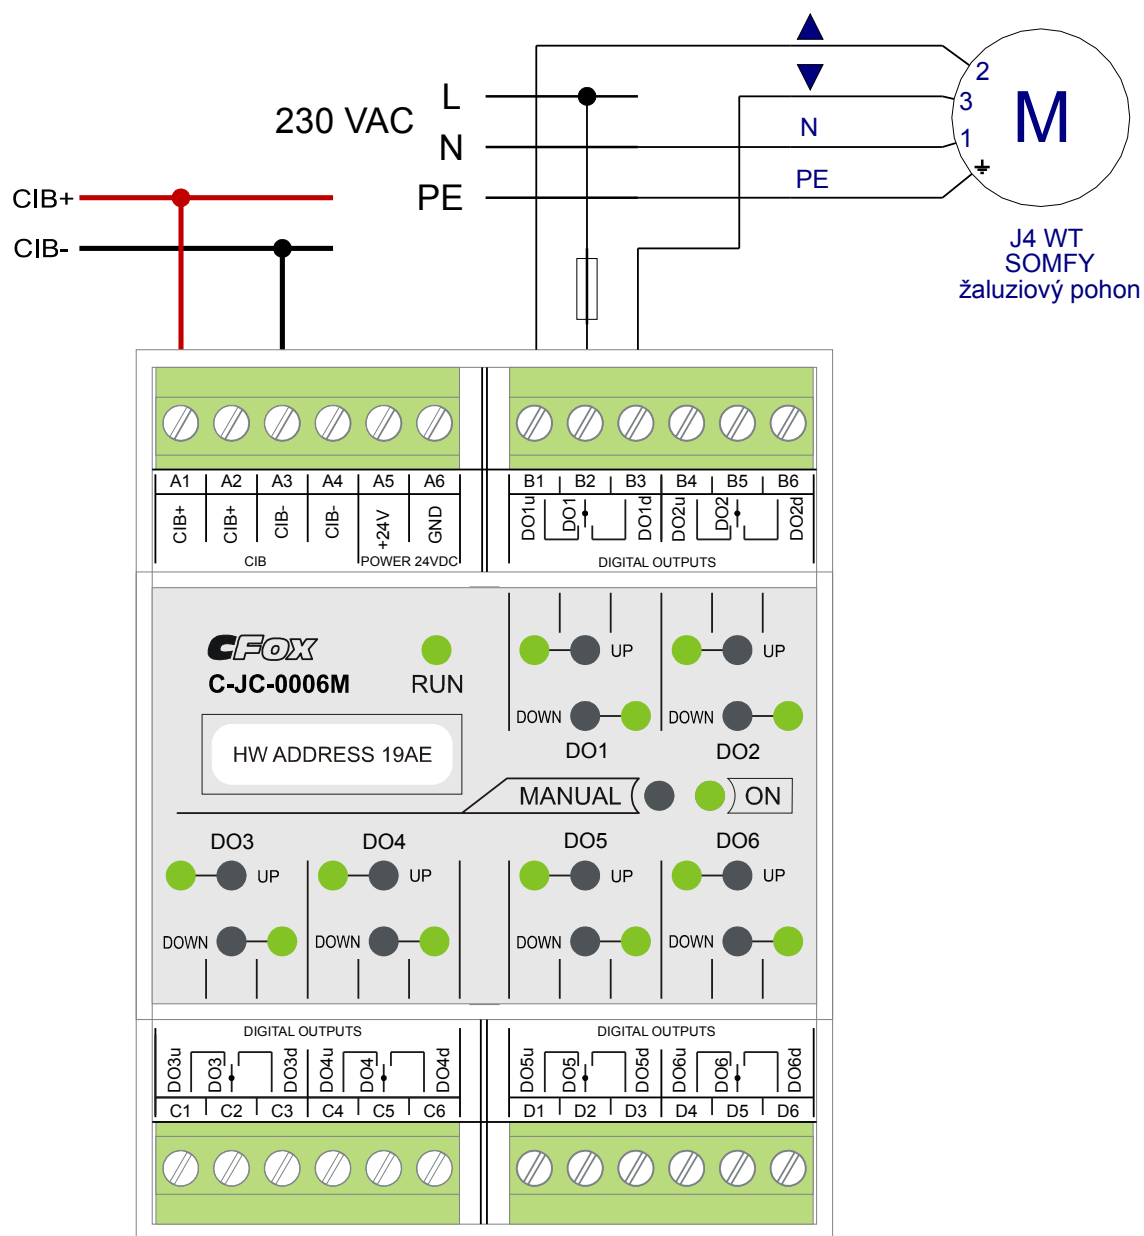 ▲
2
L
▼
3
230 VAC
N
N
1
PE
PE
M
CIB+
CIB-
J4 WT
SOMFY
žaluziový pohon
A1 A2 A3 A4 A5 A6
B1 B2 B3 B4 B5 B6
CIB+ CIB+ CIB- CIB- +24V GND
DO1u DO1 DO1d DO2u DO2 DO2d
CIB
POWER 24VDC
DIGITAL OUTPUTS
CFOX
C-JC-0006M
RUN
UP
UP
DOWN
DOWN
DO1
DO2
HW ADDRESS 19AE
MANUAL
ON
DO3
DO4
DO5
DO6
UP
UP
UP
UP
DOWN
DOWN
DOWN
DOWN
DIGITAL OUTPUTS
DIGITAL OUTPUTS
DO3u DO3 DO3d DO4u DO4 DO4d
DO5u DO5 DO5d DO6u DO6 DO6d
C1 C2 C3 C4 C5 C6
D1 D2 D3 D4 D5 D6